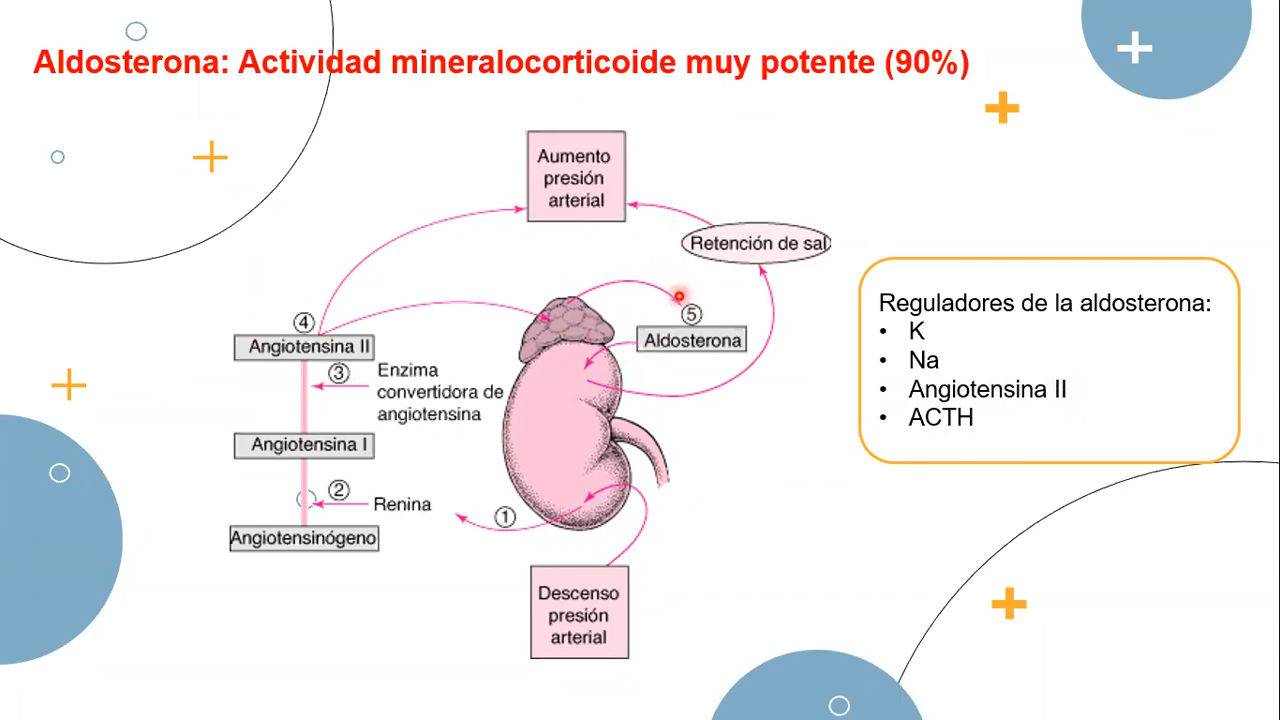 Aldosterona: Actividad mineralocorticoide muy potente (90%)
Aumento
presión
arterial
Retención de sal
④
Angiotensina II
⑤
Aldosterona
③
Enzima
convertidora de
angiotensina
Angiotensina I
②
Renina
①
Angiotensinógeno
Descenso
presión
arterial
Reguladores de la aldosterona:
• K
• Na
• Angiotensina II
• ACTH